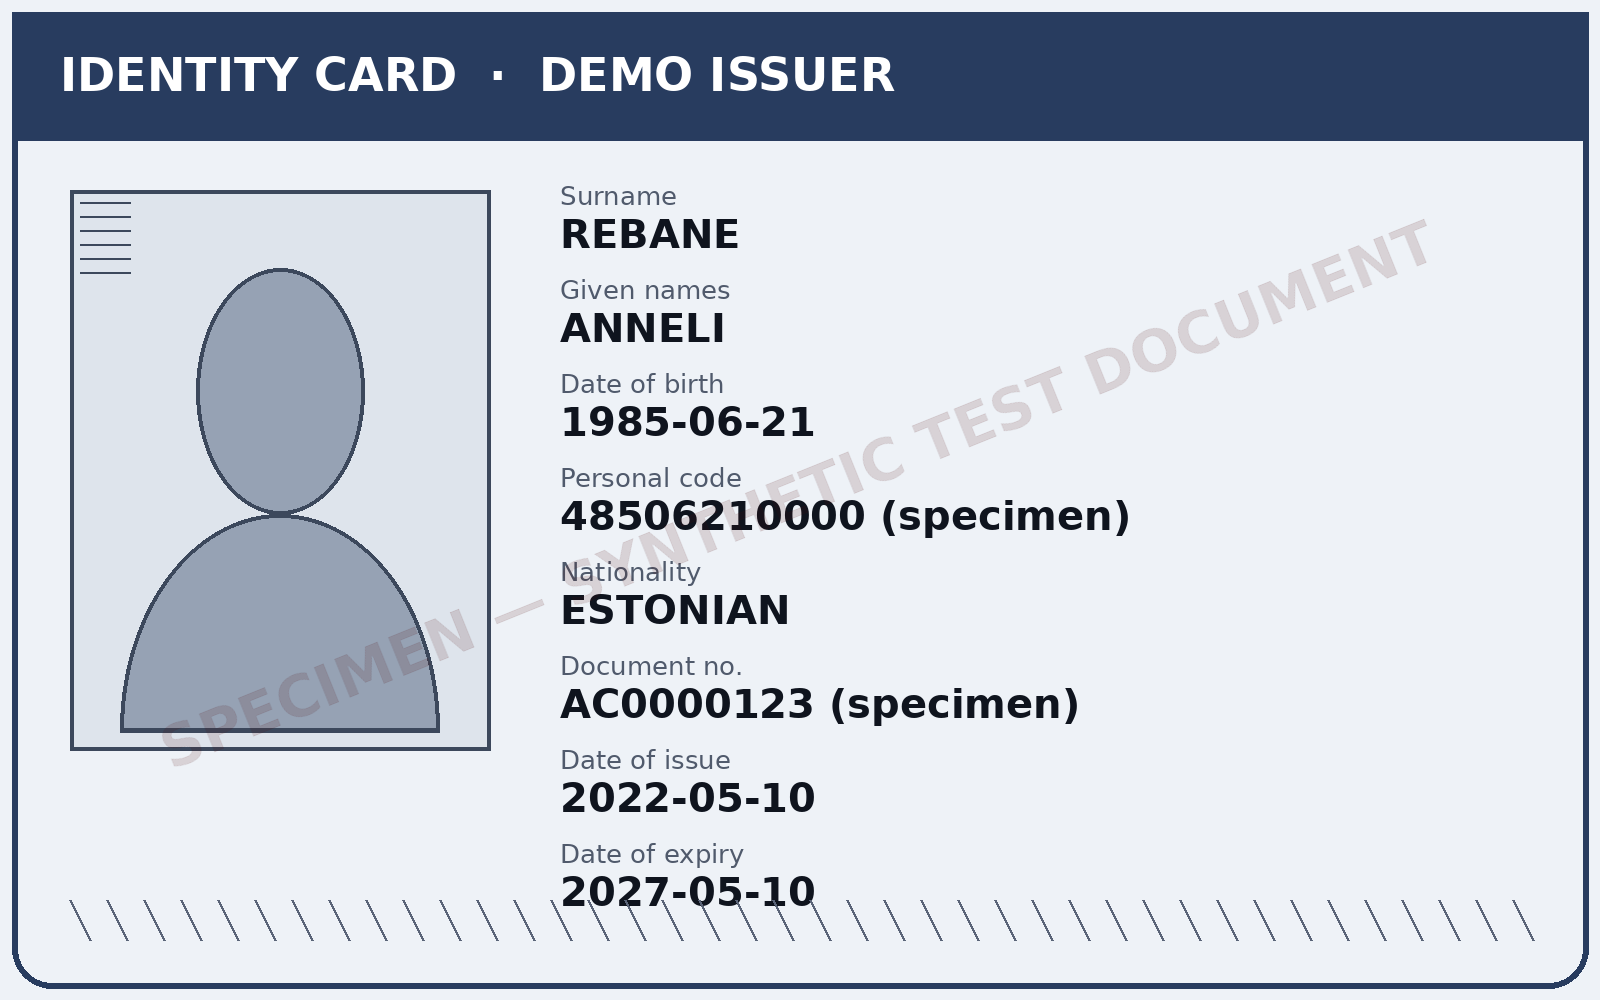 IDENTITY CARD · DEMO ISSUER
Surname
REBANE
Given names
ANNELI
Date of birth
1985-06-21
Personal code
48506210000 (specimen)
Nationality
ESTONIAN
Document no.
AC0000123 (specimen)
Date of issue
2022-05-10
Date of expiry
2027-05-10
SPECIMEN — SYNTHETIC TEST DOCUMENT